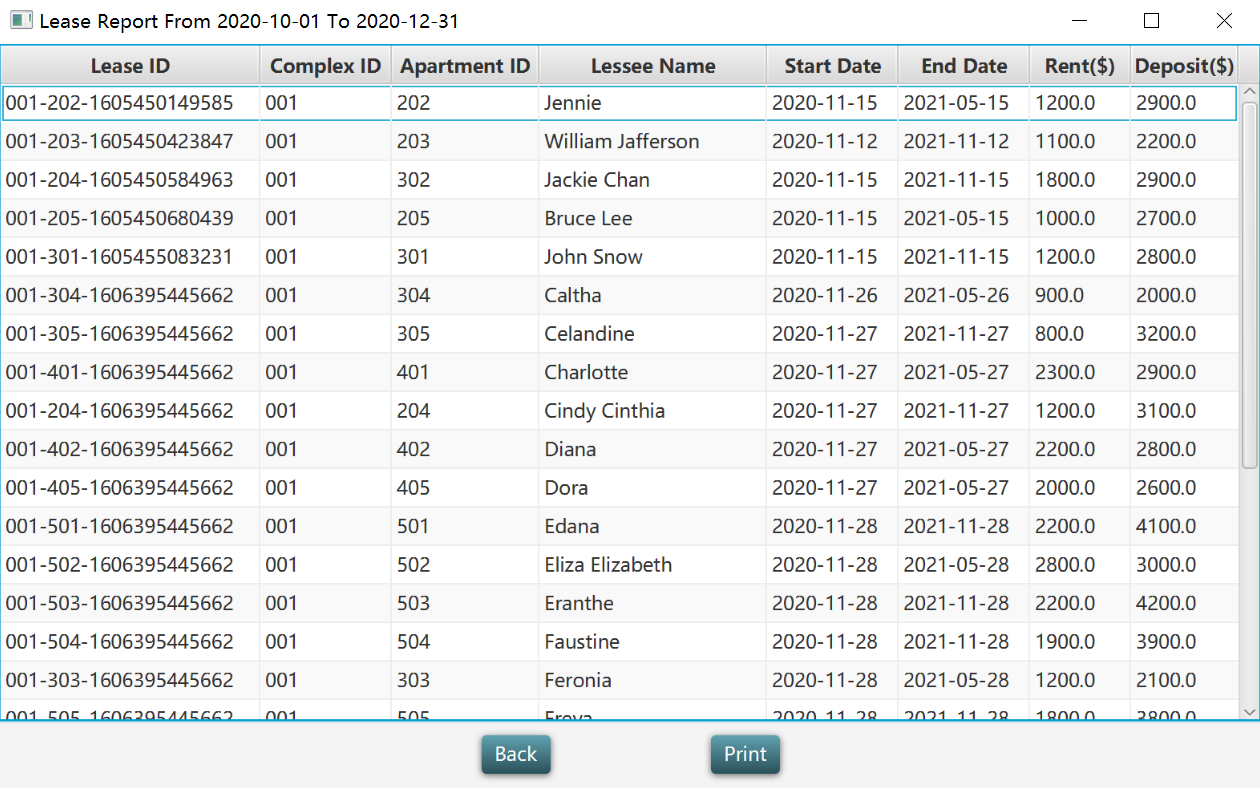 Lease Report From 2020-10-01 To 2020-12-31
Lease ID Complex ID Apartment ID Lessee Name Start Date End Date Rent($) Deposit($)
001-202-1605450149585 001 202 Jennie 2020-11-15 2021-05-15 1200.0 2900.0
001-203-1605450423847 001 203 William Jafferson 2020-11-12 2021-11-12 1100.0 2200.0
001-204-1605450584963 001 302 Jackie Chan 2020-11-15 2021-11-15 1800.0 2900.0
001-205-1605450680439 001 205 Bruce Lee 2020-11-15 2021-05-15 1000.0 2700.0
001-301-1605455083231 001 301 John Snow 2020-11-15 2021-11-15 1200.0 2800.0
001-304-1606395445662 001 304 Caltha 2020-11-26 2021-05-26 900.0 2000.0
001-305-1606395445662 001 305 Celandine 2020-11-27 2021-11-27 800.0 3200.0
001-401-1606395445662 001 401 Charlotte 2020-11-27 2021-05-27 2300.0 2900.0
001-204-1606395445662 001 204 Cindy Cinthia 2020-11-27 2021-11-27 1200.0 3100.0
001-402-1606395445662 001 402 Diana 2020-11-27 2021-05-27 2200.0 2800.0
001-405-1606395445662 001 405 Dora 2020-11-27 2021-05-27 2000.0 2600.0
001-501-1606395445662 001 501 Edana 2020-11-28 2021-11-28 2200.0 4100.0
001-502-1606395445662 001 502 Eliza Elizabeth 2020-11-28 2021-05-28 2800.0 3000.0
001-503-1606395445662 001 503 Eranthe 2020-11-28 2021-11-28 2200.0 4200.0
001-504-1606395445662 001 504 Faustine 2020-11-28 2021-11-28 1900.0 3900.0
001-303-1606395445662 001 303 Feronia 2020-11-28 2021-05-28 1200.0 2100.0
001-505-1606395445662 001 505 Freya 2020-11-28 2021-11-28 1800.0 3800.0
Back Print